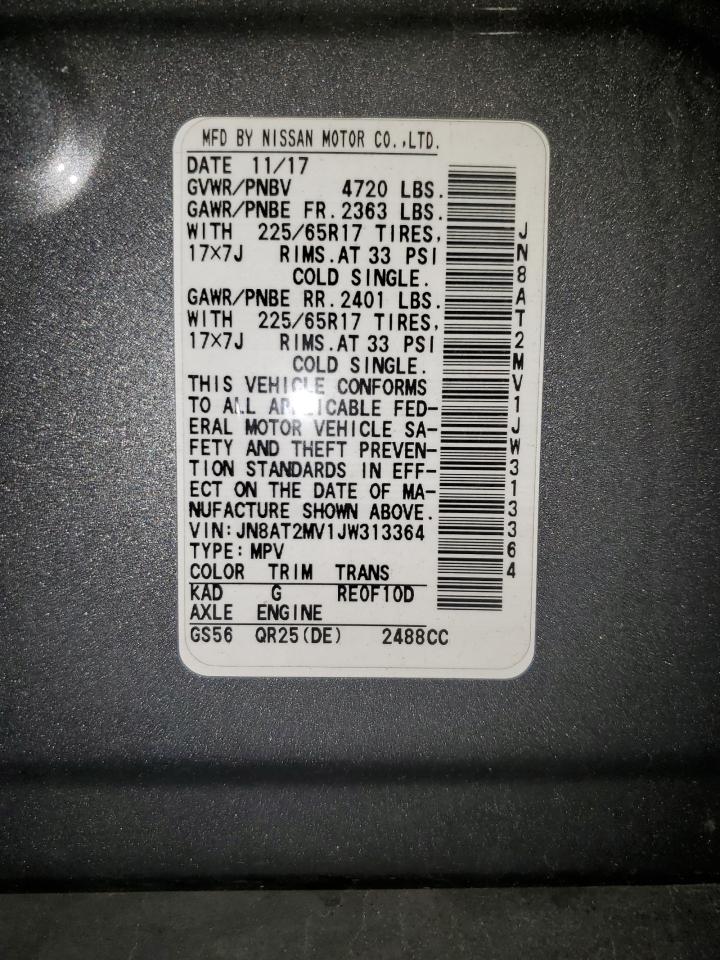 MFD BY NISSAN MOTOR CO.,LTD.
DATE 11/17
GVWR/PNBV 4720 LBS.
GAWR/PNBE FR. 2363 LBS.
WITH 225/65R17 TIRES,
17×7J RIMS. AT 33 PSI
COLD SINGLE.
GAWR/PNBE RR. 2401 LBS.
WITH 225/65R17 TIRES,
17×7J RIMS. AT 33 PSI
COLD SINGLE.
THIS VEHICLE CONFORMS
TO ALL APPLICABLE FED-
ERAL MOTOR VEHICLE SA-
FETY AND THEFT PREVEN-
TION STANDARDS IN EFF-
ECT ON THE DATE OF MA-
NUFACTURE SHOWN ABOVE.
VIN: JN8AT2MV1JW313364
TYPE: MPV
COLOR TRIM TRANS
KAD G RE0F10D
AXLE ENGINE
GS56 QR25(DE) 2488CC
JN8AT2MV1JW313364